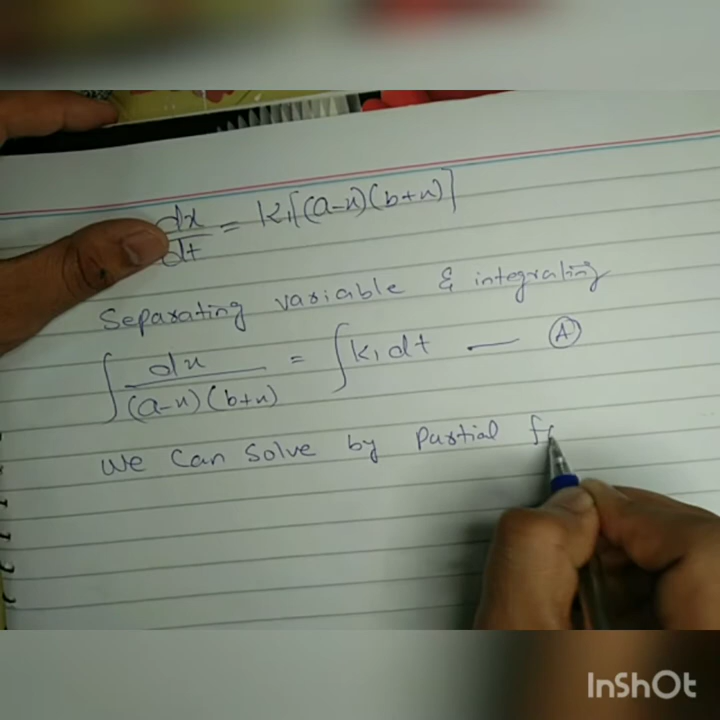 dx/dt = K₁[(a-x)(b+x)]
Separating variable & integrating
∫ dx/((a-x)(b+x)) = ∫ K₁ dt — (A)
we can solve by Partial
InShOt